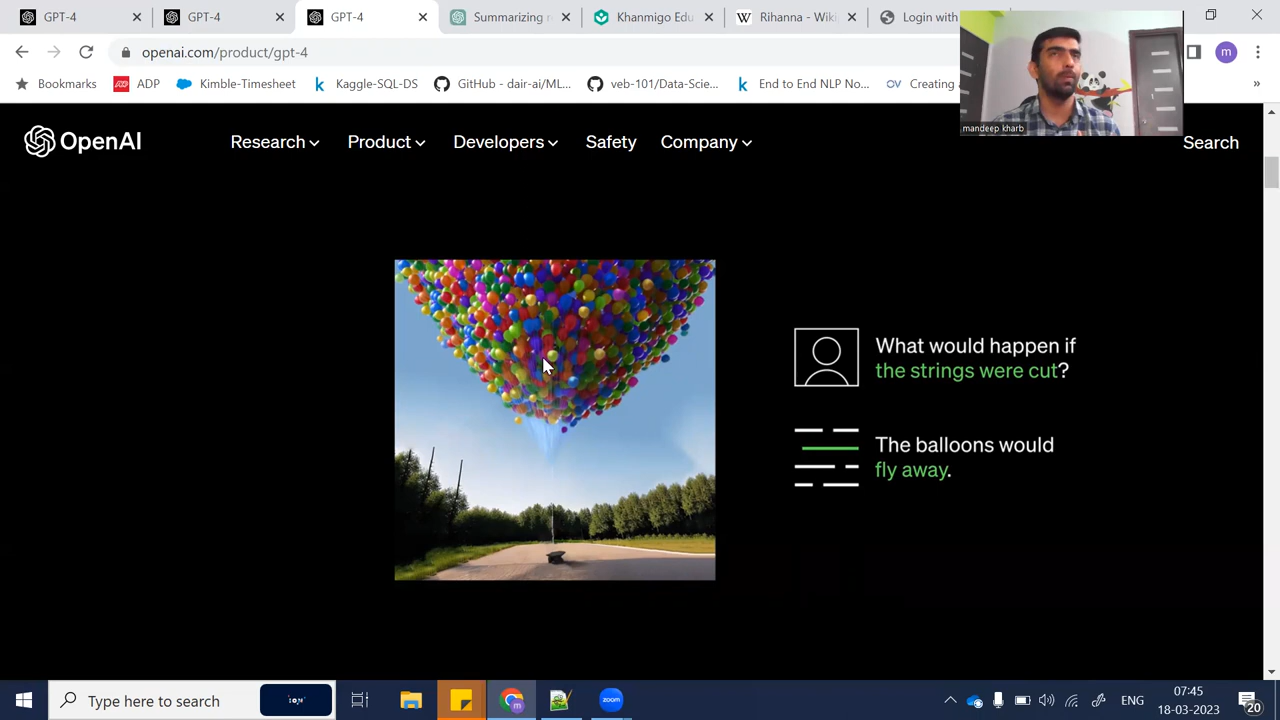 GPT-4
GPT-4
GPT-4
Summarizing
Khanmigo Edu
Rihanna - Wiki
Login with
openai.com/product/gpt-4
m
Bookmarks
ADP
Kimble-Timesheet
Kaggle-SQL-DS
GitHub - dair-ai/ML...
veb-101/Data-Scie...
End to End NLP No...
Creating
»
mandeep kharb
OpenAI
Research
Product
Developers
Safety
Company
Search
What would happen if
the strings were cut?
The balloons would
fly away.
Type here to search
zoom
ENG
07:45
18-03-2023
20